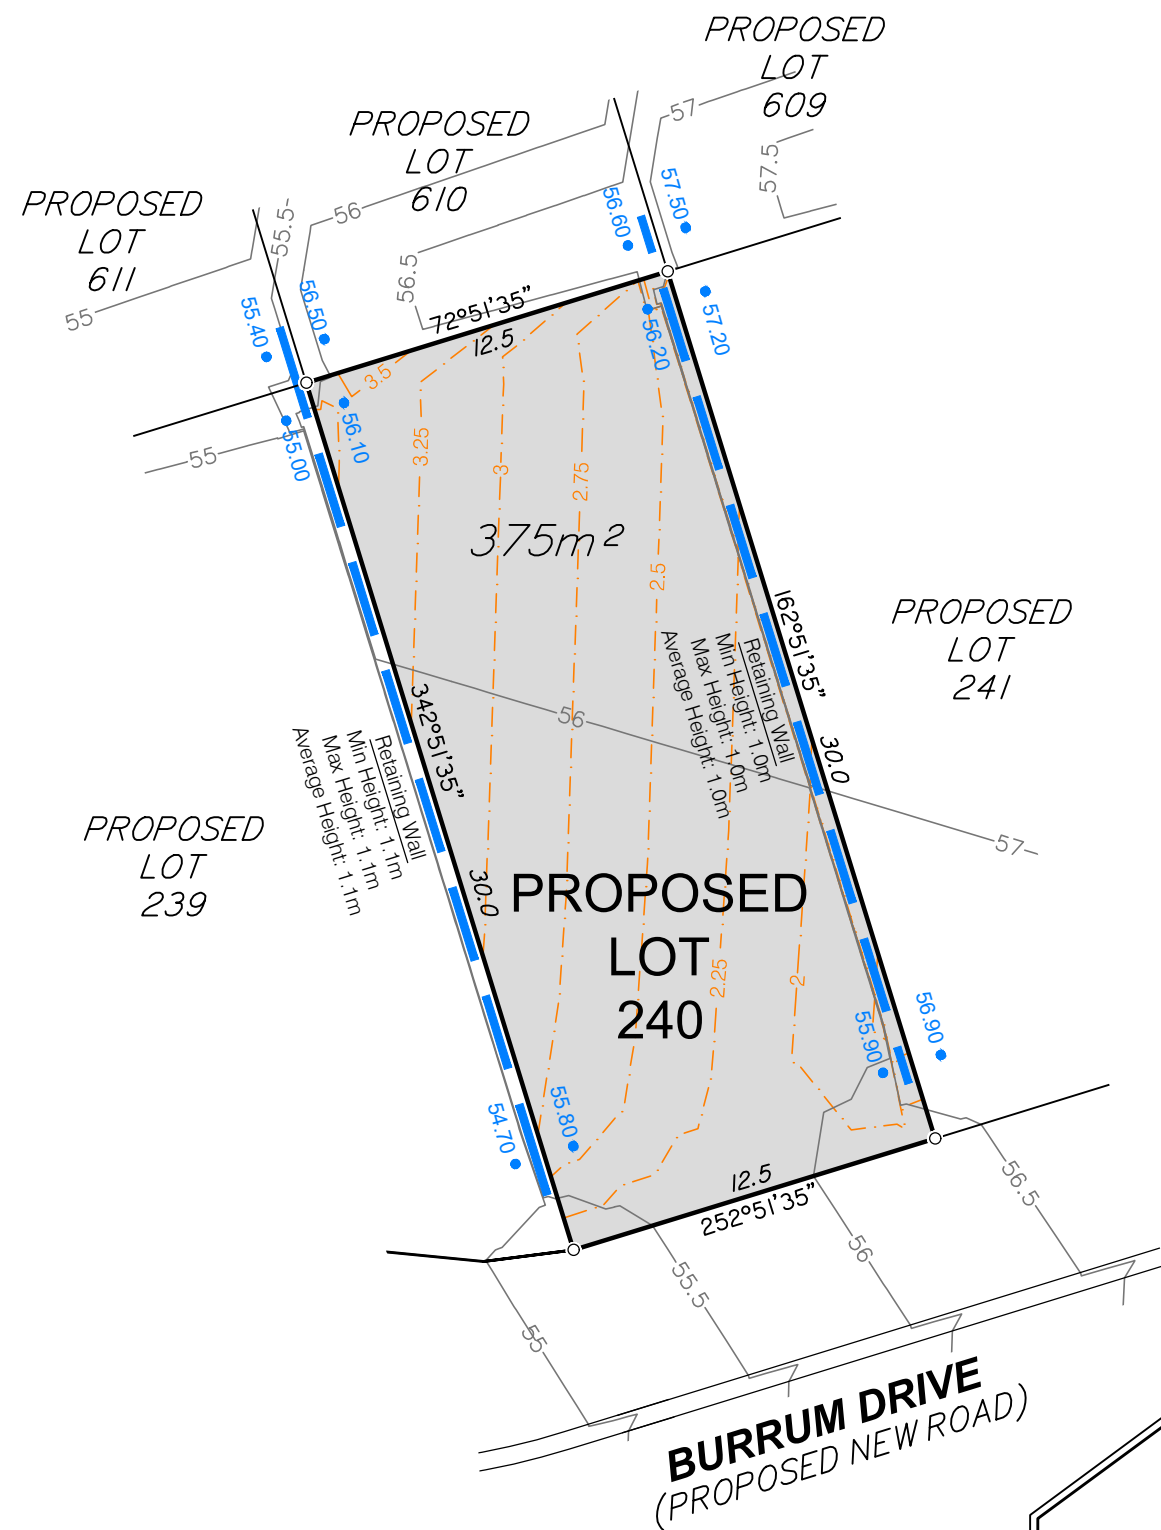 PROPOSED
LOT
609
PROPOSED
LOT
610
PROPOSED
LOT
611
57
57.5
56
55.5
56.5
55
57.50
56.60
56.50
55.40
57.20
56.20
56.10
55.00
55
72°51'35"
12.5
3.5
3.25
3
2.75
2.5
375m²
162°51'35"
30.0
Retaining Wall
Min Height: 1.0m
Max Height: 1.0m
Average Height: 1.0m
PROPOSED
LOT
241
56
57
342°51'35"
30.0
Retaining Wall
Min Height: 1.1m
Max Height: 1.1m
Average Height: 1.1m
PROPOSED
LOT
239
PROPOSED
LOT
240
2.25
2
56.90
55.90
55.80
54.70
12.5
252°51'35"
56.5
56
55.5
55
BURRUM DRIVE
(PROPOSED NEW ROAD)